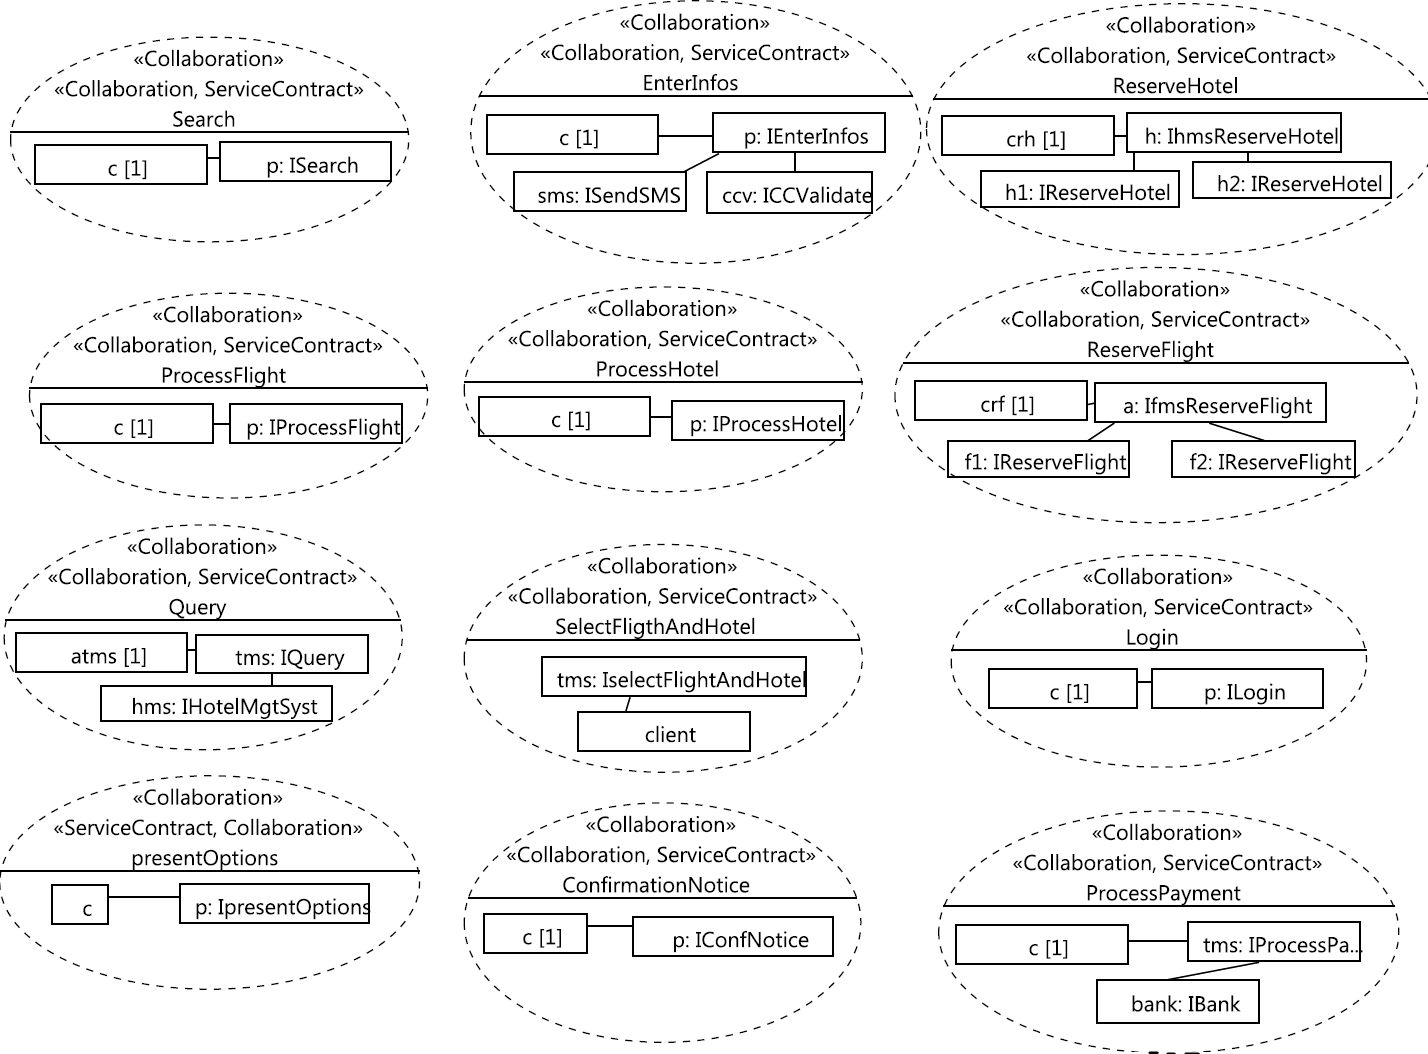 «Collaboration»
«Collaboration, ServiceContract»
Search
c [1]
p: ISearch
«Collaboration»
«Collaboration, ServiceContract»
EnterInfos
c [1]
p: IEnterInfos
sms: ISendSMS
ccv: ICCValidate
«Collaboration»
«Collaboration, ServiceContract»
ReserveHotel
crh [1]
h: IhmsReserveHotel
h1: IReserveHotel
h2: IReserveHotel
«Collaboration»
«Collaboration, ServiceContract»
ProcessFlight
c [1]
p: IProcessFlight
«Collaboration»
«Collaboration, ServiceContract»
ProcessHotel
c [1]
p: IProcessHotel
«Collaboration»
«Collaboration, ServiceContract»
ReserveFlight
crf [1]
a: IfmsReserveFlight
f1: IReserveFlight
f2: IReserveFlight
«Collaboration»
«Collaboration, ServiceContract»
Query
atms [1]
tms: IQuery
hms: IHotelMgtSyst
«Collaboration»
«Collaboration, ServiceContract»
SelectFligthAndHotel
tms: IselectFlightAndHotel
client
«Collaboration»
«Collaboration, ServiceContract»
Login
c [1]
p: ILogin
«Collaboration»
«ServiceContract, Collaboration»
presentOptions
c
p: IpresentOptions
«Collaboration»
«Collaboration, ServiceContract»
ConfirmationNotice
c [1]
p: IConfNotice
«Collaboration»
«Collaboration, ServiceContract»
ProcessPayment
c [1]
tms: IProcessPa...
bank: IBank